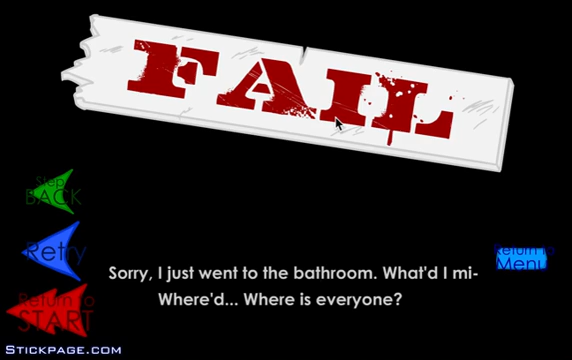 FAIL
Step
BACK
Retry
Return to
START
Return to
Menu
Sorry, I just went to the bathroom. What'd I mi-
Where'd... Where is everyone?
STICKPAGE.COM